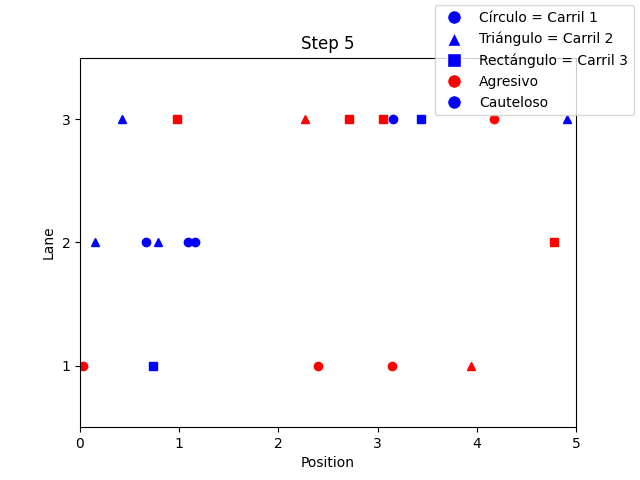 Step 5
Círculo = Carril 1
Triángulo = Carril 2
Rectángulo = Carril 3
Agresivo
Cauteloso
3
2
1
Lane
0 1 2 3 4 5
Position